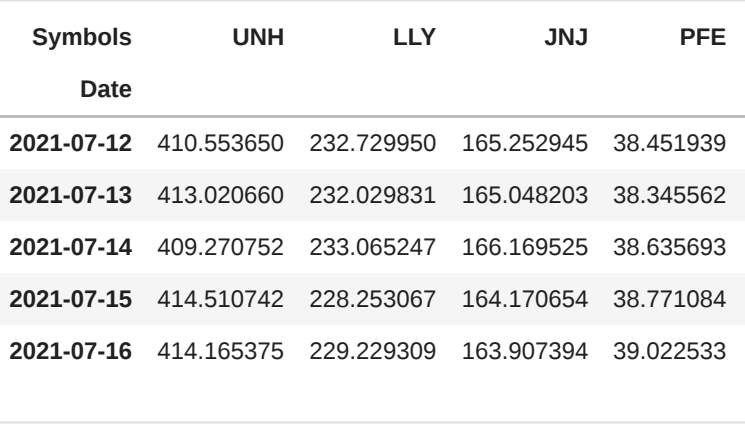 Symbols UNH LLY JNJ PFE
Date
2021-07-12 410.553650 232.729950 165.252945 38.451939
2021-07-13 413.020660 232.029831 165.048203 38.345562
2021-07-14 409.270752 233.065247 166.169525 38.635693
2021-07-15 414.510742 228.253067 164.170654 38.771084
2021-07-16 414.165375 229.229309 163.907394 39.022533